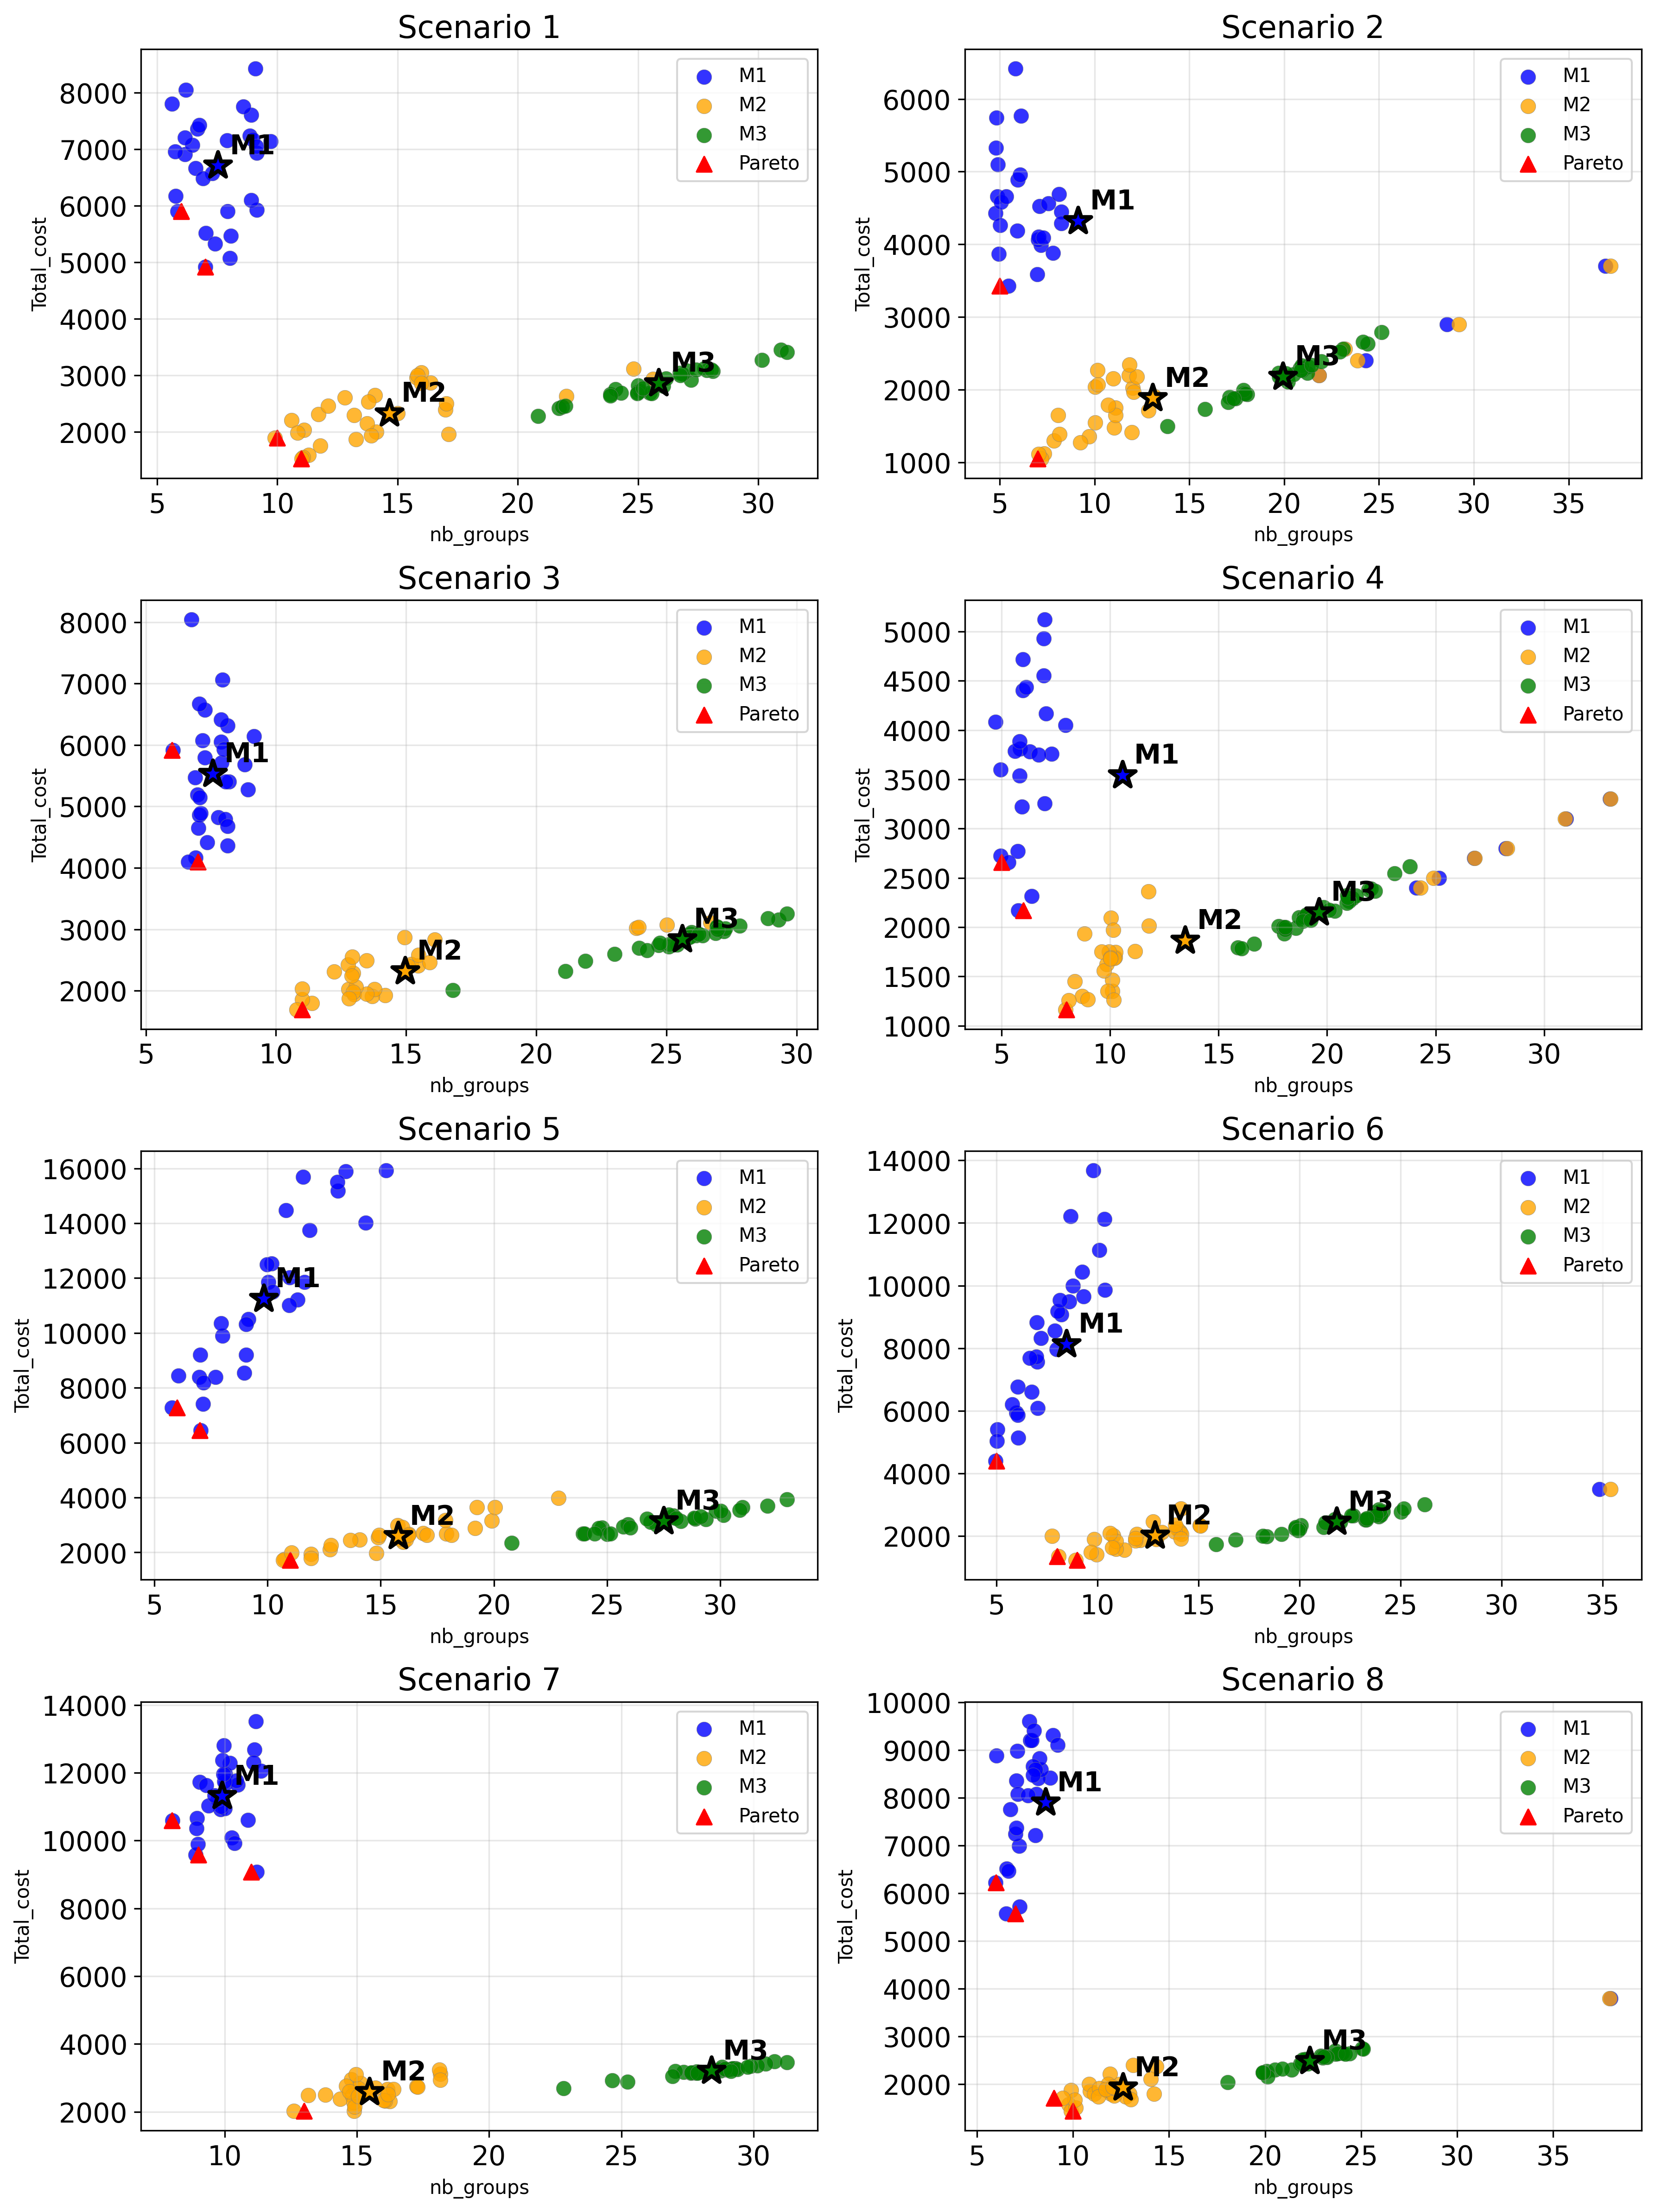 Scenario 1
Total_cost
8000
7000
6000
5000
4000
3000
2000
M1
M2
M3
M1
M2
M3
Pareto
5
10
15
20
25
30
nb_groups
Scenario 2
Total_cost
6000
5000
4000
3000
2000
1000
M1
M2
M3
M1
M2
M3
Pareto
5
10
15
20
25
30
35
nb_groups
Scenario 3
Total_cost
8000
7000
6000
5000
4000
3000
2000
M1
M2
M3
M1
M2
M3
Pareto
5
10
15
20
25
30
nb_groups
Scenario 4
Total_cost
5000
4500
4000
3500
3000
2500
2000
1500
1000
M1
M2
M3
M1
M2
M3
Pareto
5
10
15
20
25
30
nb_groups
Scenario 5
Total_cost
16000
14000
12000
10000
8000
6000
4000
2000
M1
M2
M3
M1
M2
M3
Pareto
5
10
15
20
25
30
nb_groups
Scenario 6
Total_cost
14000
12000
10000
8000
6000
4000
2000
M1
M2
M3
M1
M2
M3
Pareto
5
10
15
20
25
30
35
nb_groups
Scenario 7
Total_cost
14000
12000
10000
8000
6000
4000
2000
M1
M2
M3
M1
M2
M3
Pareto
10
15
20
25
30
nb_groups
Scenario 8
Total_cost
10000
9000
8000
7000
6000
5000
4000
3000
2000
M1
M2
M3
M1
M2
M3
Pareto
5
10
15
20
25
30
35
nb_groups